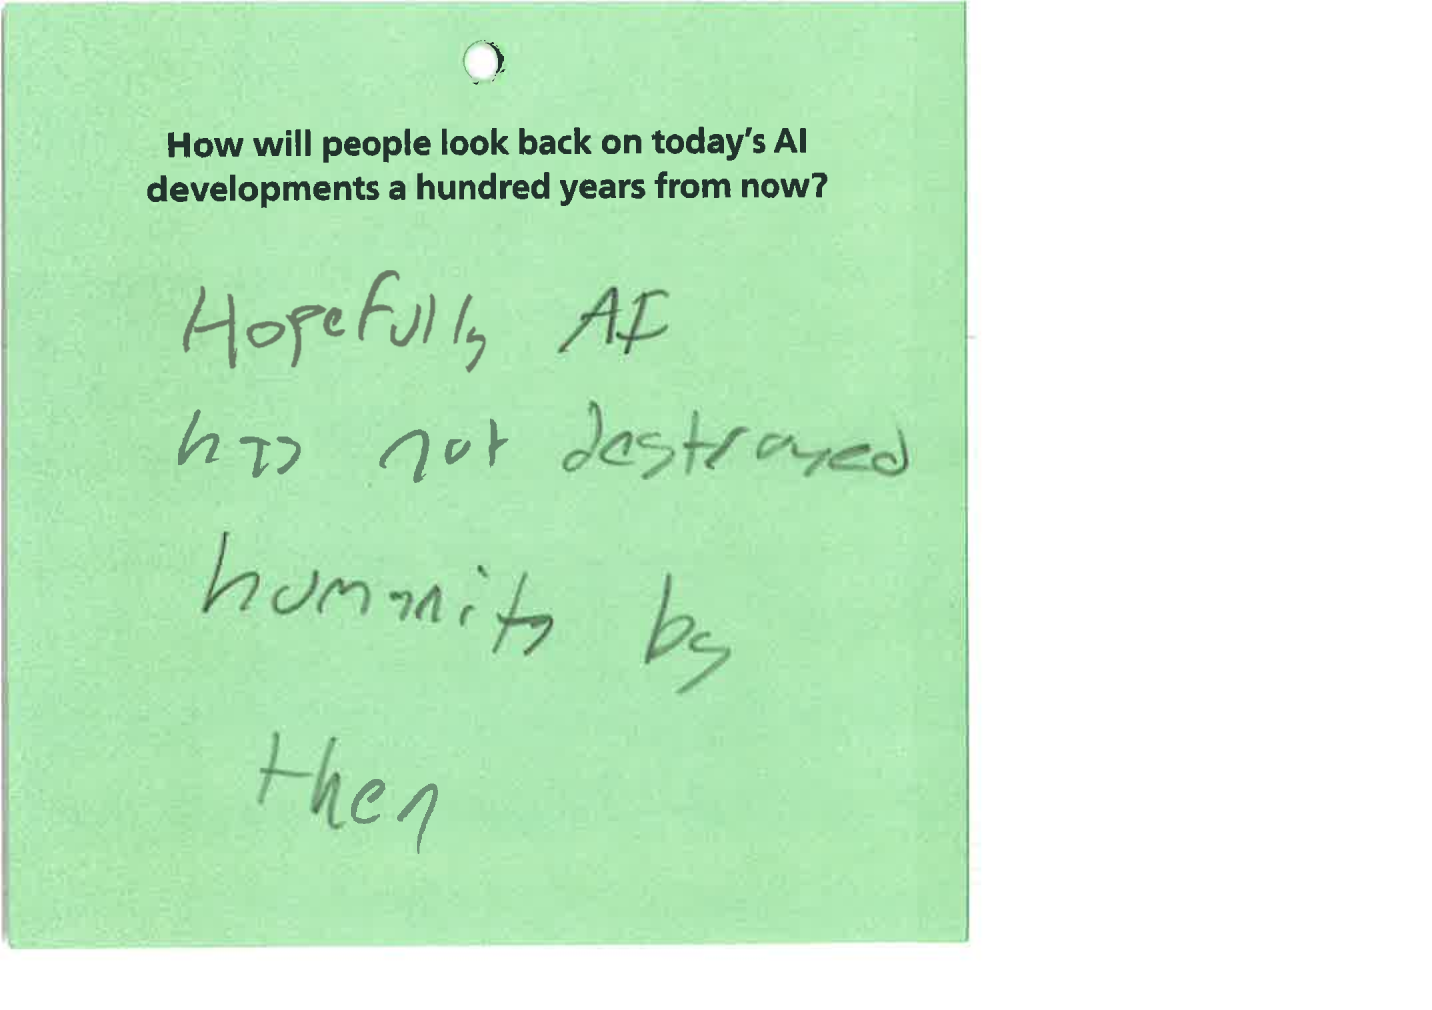 How will people look back on today's AI
developments a hundred years from now?
Hopefully AI
has not destroyed
humanity by
then